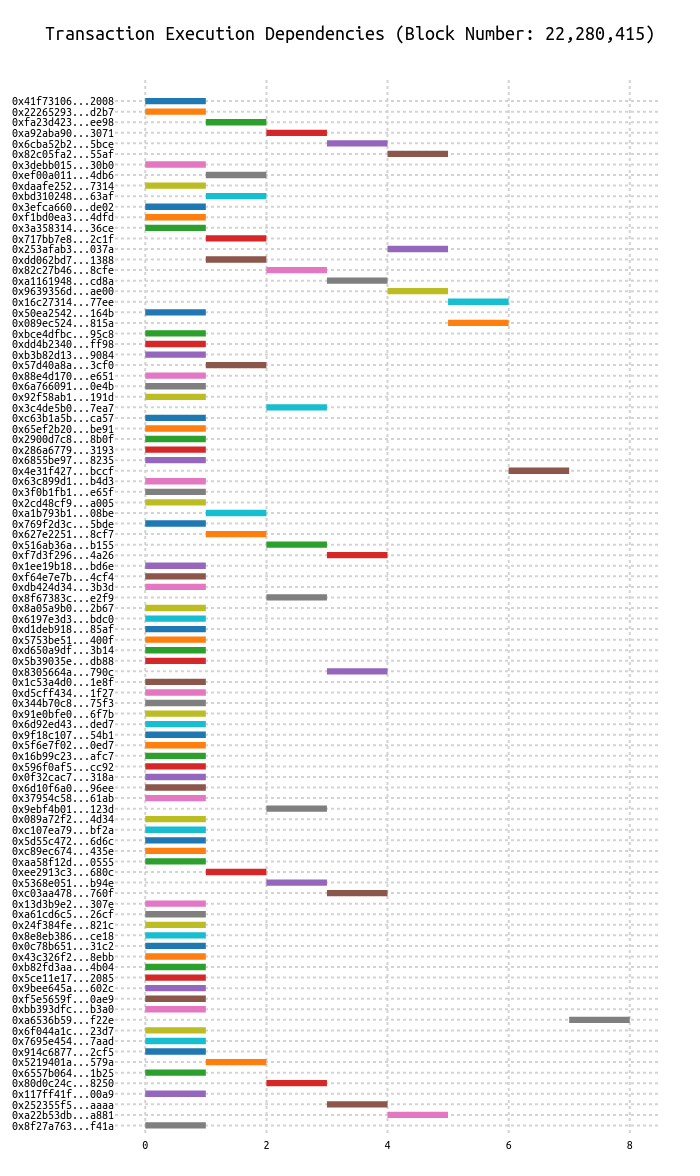 Transaction Execution Dependencies (Block Number: 22,280,415)
0x41f73106...2008
0x22265293...d2b7
0xfa23d423...ee98
0xa92aba90...3071
0x6cba52b2...5bce
0x82c05fa2...55af
0x3debb015...30b0
0xef00a011...4db6
0xdaafe252...7314
0xbd310248...63af
0x3efca660...de02
0xf1bd0ea3...4dfd
0x3a358314...36ce
0x717bb7e8...2c1f
0x253afab3...037a
0xdd062bd7...1388
0x82c27b46...8cfe
0xa1161948...cd8a
0x9639356d...ae00
0x16c27314...77ee
0x50ea2542...164b
0x089ec524...815a
0xbce4dfbc...95c8
0xdd4b2340...ff98
0xb3b82d13...9084
0x57d40a8a...3cf0
0x88e4d170...e651
0x6a766091...0e4b
0x92f58ab1...191d
0x3c4de5b0...7ea7
0xc63b1a5b...ca57
0x65ef2b20...be91
0x2900d7c8...8b0f
0x286a6779...3193
0x6855be97...8235
0x4e31f427...bccf
0x63c899d1...b4d3
0x3f0b1fb1...e65f
0x2cd48cf9...a005
0xa1b793b1...08be
0x769f2d3c...5bde
0x627e2251...8cf7
0x516ab36a...b155
0xf7d3f296...4a26
0x1ee19b18...bd6e
0xf64e7e7b...4cf4
0xdb424d34...3b3d
0x8f67383c...e2f9
0x8a05a9b0...2b67
0x6197e3d3...bdc0
0xd1deb918...85af
0x5753be51...400f
0xd650a9df...3b14
0x5b39035e...db88
0x8305664a...790c
0x1c53a4d0...1e8f
0xd5cff434...1f27
0x344b70c8...75f3
0x91e0bfe0...6f7b
0x6d92ed43...ded7
0x9f18c107...54b1
0x5f6e7f02...0ed7
0x16b99c23...afc7
0x596f0af5...cc92
0x0f32cac7...318a
0x6d10f6a0...96ee
0x37954c58...61ab
0x9ebf4b01...123d
0x089a72f2...4d34
0xc107ea79...bf2a
0x5d55c472...6d6c
0xc89ec674...435e
0xaa58f12d...0555
0xee2913c3...680c
0x5368e051...b94e
0xc03aa478...760f
0x13d3b9e2...307e
0xa61cd6c5...26cf
0x24f384fe...821c
0x8e8eb386...ce18
0x0c78b651...31c2
0x43c326f2...8ebb
0xb82fd3aa...4b04
0x5ce11e17...2085
0x9bee645a...602c
0xf5e5659f...0ae9
0xbb393dfc...b3a0
0xa6536b59...f22e
0x6f044a1c...23d7
0x7695e454...7aad
0x914c6877...2cf5
0x5219401a...579a
0x6557b064...1b25
0x80d0c24c...8250
0x117ff41f...00a9
0x252355f5...aaaa
0xa22b53db...a881
0x8f27a763...f41a
0 2 4 6 8